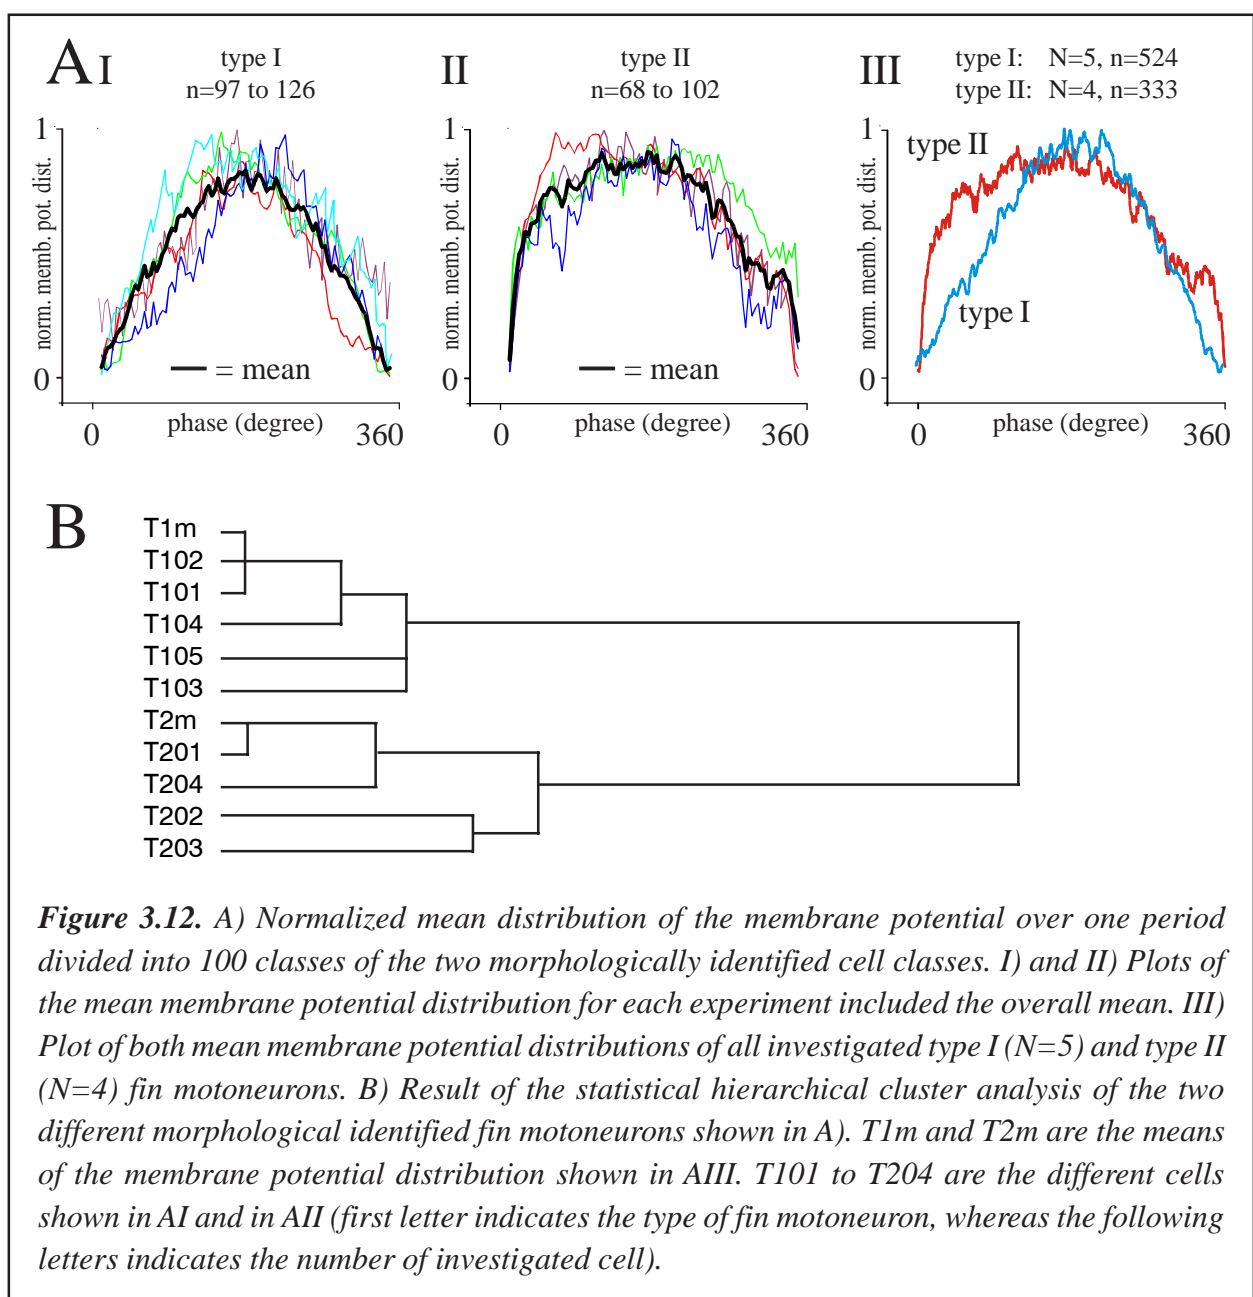 A I
type I
n=97 to 126
1
norm. memb. pot. dist.
0
= mean
0
phase (degree)
360
II
type II
n=68 to 102
1
norm. memb. pot. dist.
0
= mean
0
phase (degree)
360
III
type I: N=5, n=524
type II: N=4, n=333
1
type II
norm. memb. pot. dist.
type I
0
0
phase (degree)
360
B
T1m
T102
T101
T104
T105
T103
T2m
T201
T204
T202
T203
Figure 3.12. A) Normalized mean distribution of the membrane potential over one period
divided into 100 classes of the two morphologically identified cell classes. I) and II) Plots of
the mean membrane potential distribution for each experiment included the overall mean. III)
Plot of both mean membrane potential distributions of all investigated type I (N=5) and type II
(N=4) fin motoneurons. B) Result of the statistical hierarchical cluster analysis of the two
different morphological identified fin motoneurons shown in A). T1m and T2m are the means
of the membrane potential distribution shown in AIII. T101 to T204 are the different cells
shown in AI and in AII (first letter indicates the type of fin motoneuron, whereas the following
letters indicates the number of investigated cell).